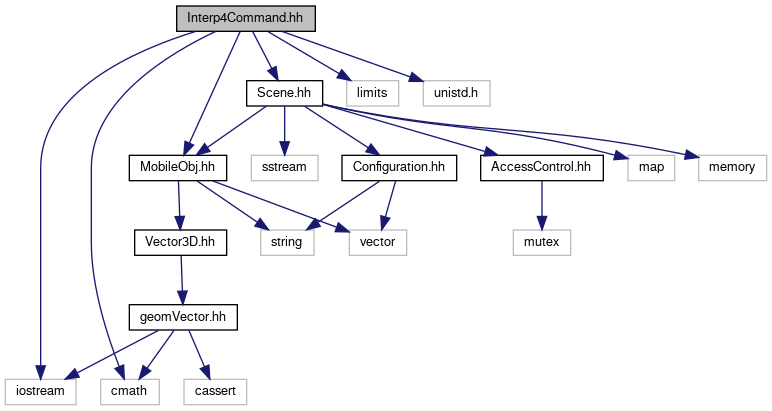 Interp4Command.hh
Scene.hh
limits
unistd.h
MobileObj.hh
sstream
Configuration.hh
AccessControl.hh
map
memory
Vector3D.hh
string
vector
mutex
geomVector.hh
iostream
cmath
cassert